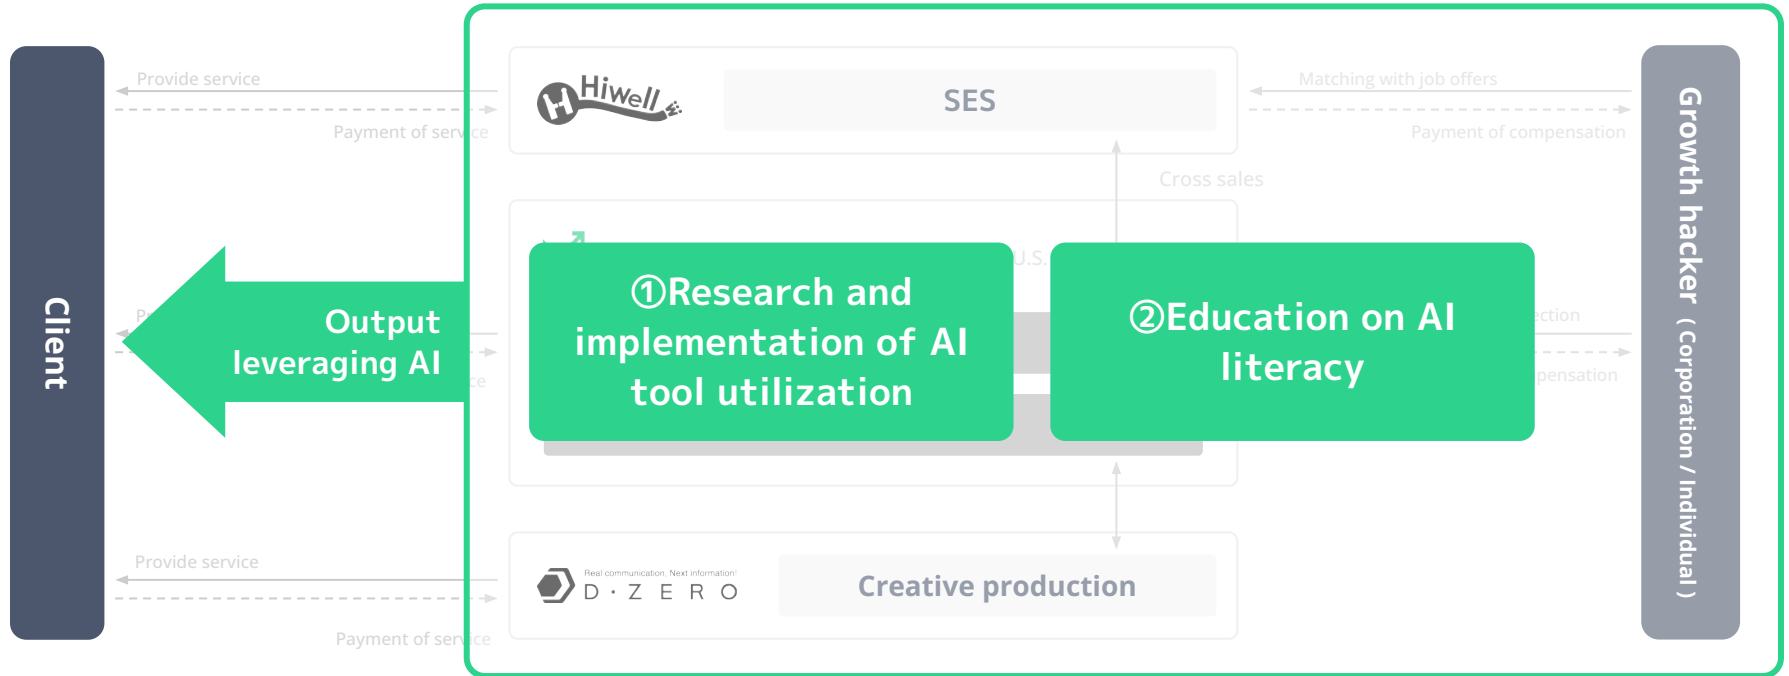 Client
Provide service
Payment of service
Hiwell
SES
Matching with job offers
Payment of compensation
Cross sales
U.S.
Output
leveraging AI
①Research and
implementation of AI
tool utilization
②Education on AI
literacy
Provide service
Payment of service
Real communication, Next information!
D・ZERO
Creative production
Growth hacker (Corporation / Individual)